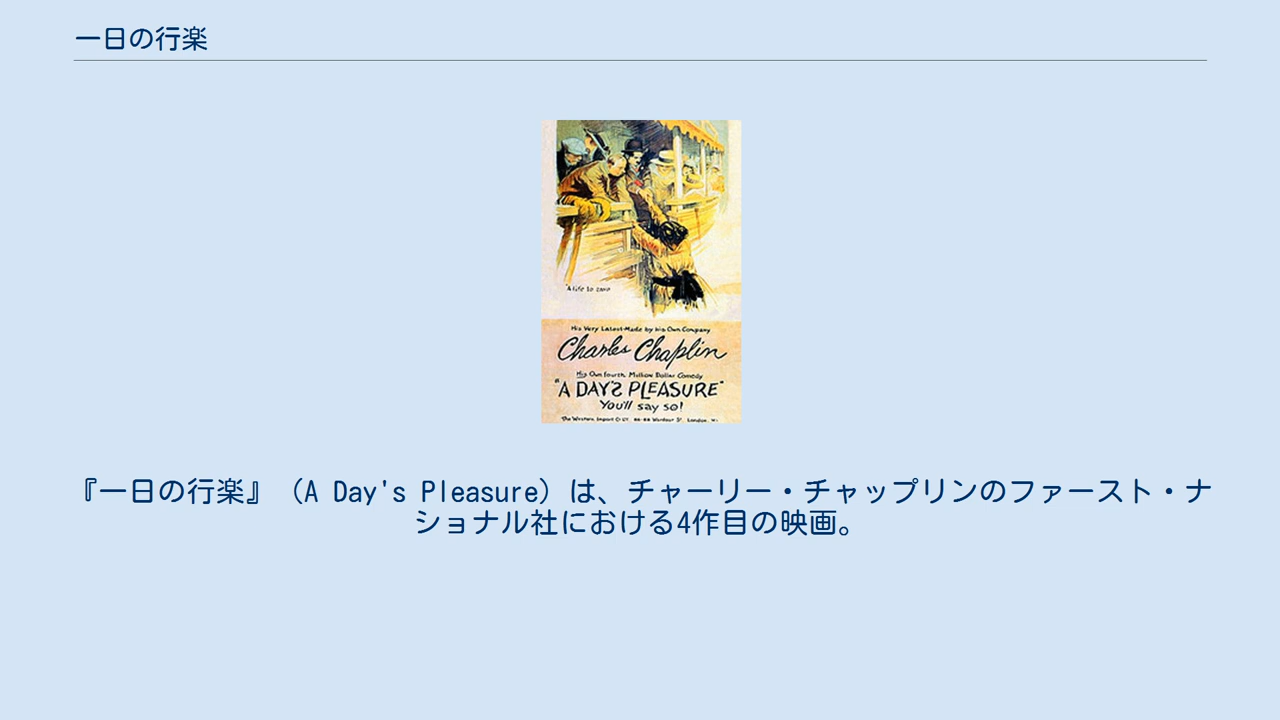 一日の行楽
"A life to save"
His Very Latest-Made by his Own Company
Charles Chaplin
His Own fourth Million Dollar Comedy
"A DAY'S PLEASURE"
You'll say so!
『一日の行楽』（A Day's Pleasure）は、チャーリー・チャップリンのファースト・ナ
ショナル社における4作目の映画。